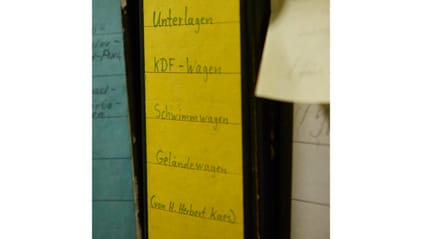 Unterlagen
KDF-Wagen
Schwimmwagen
Geländewagen
(von H. Herbert Kaes)